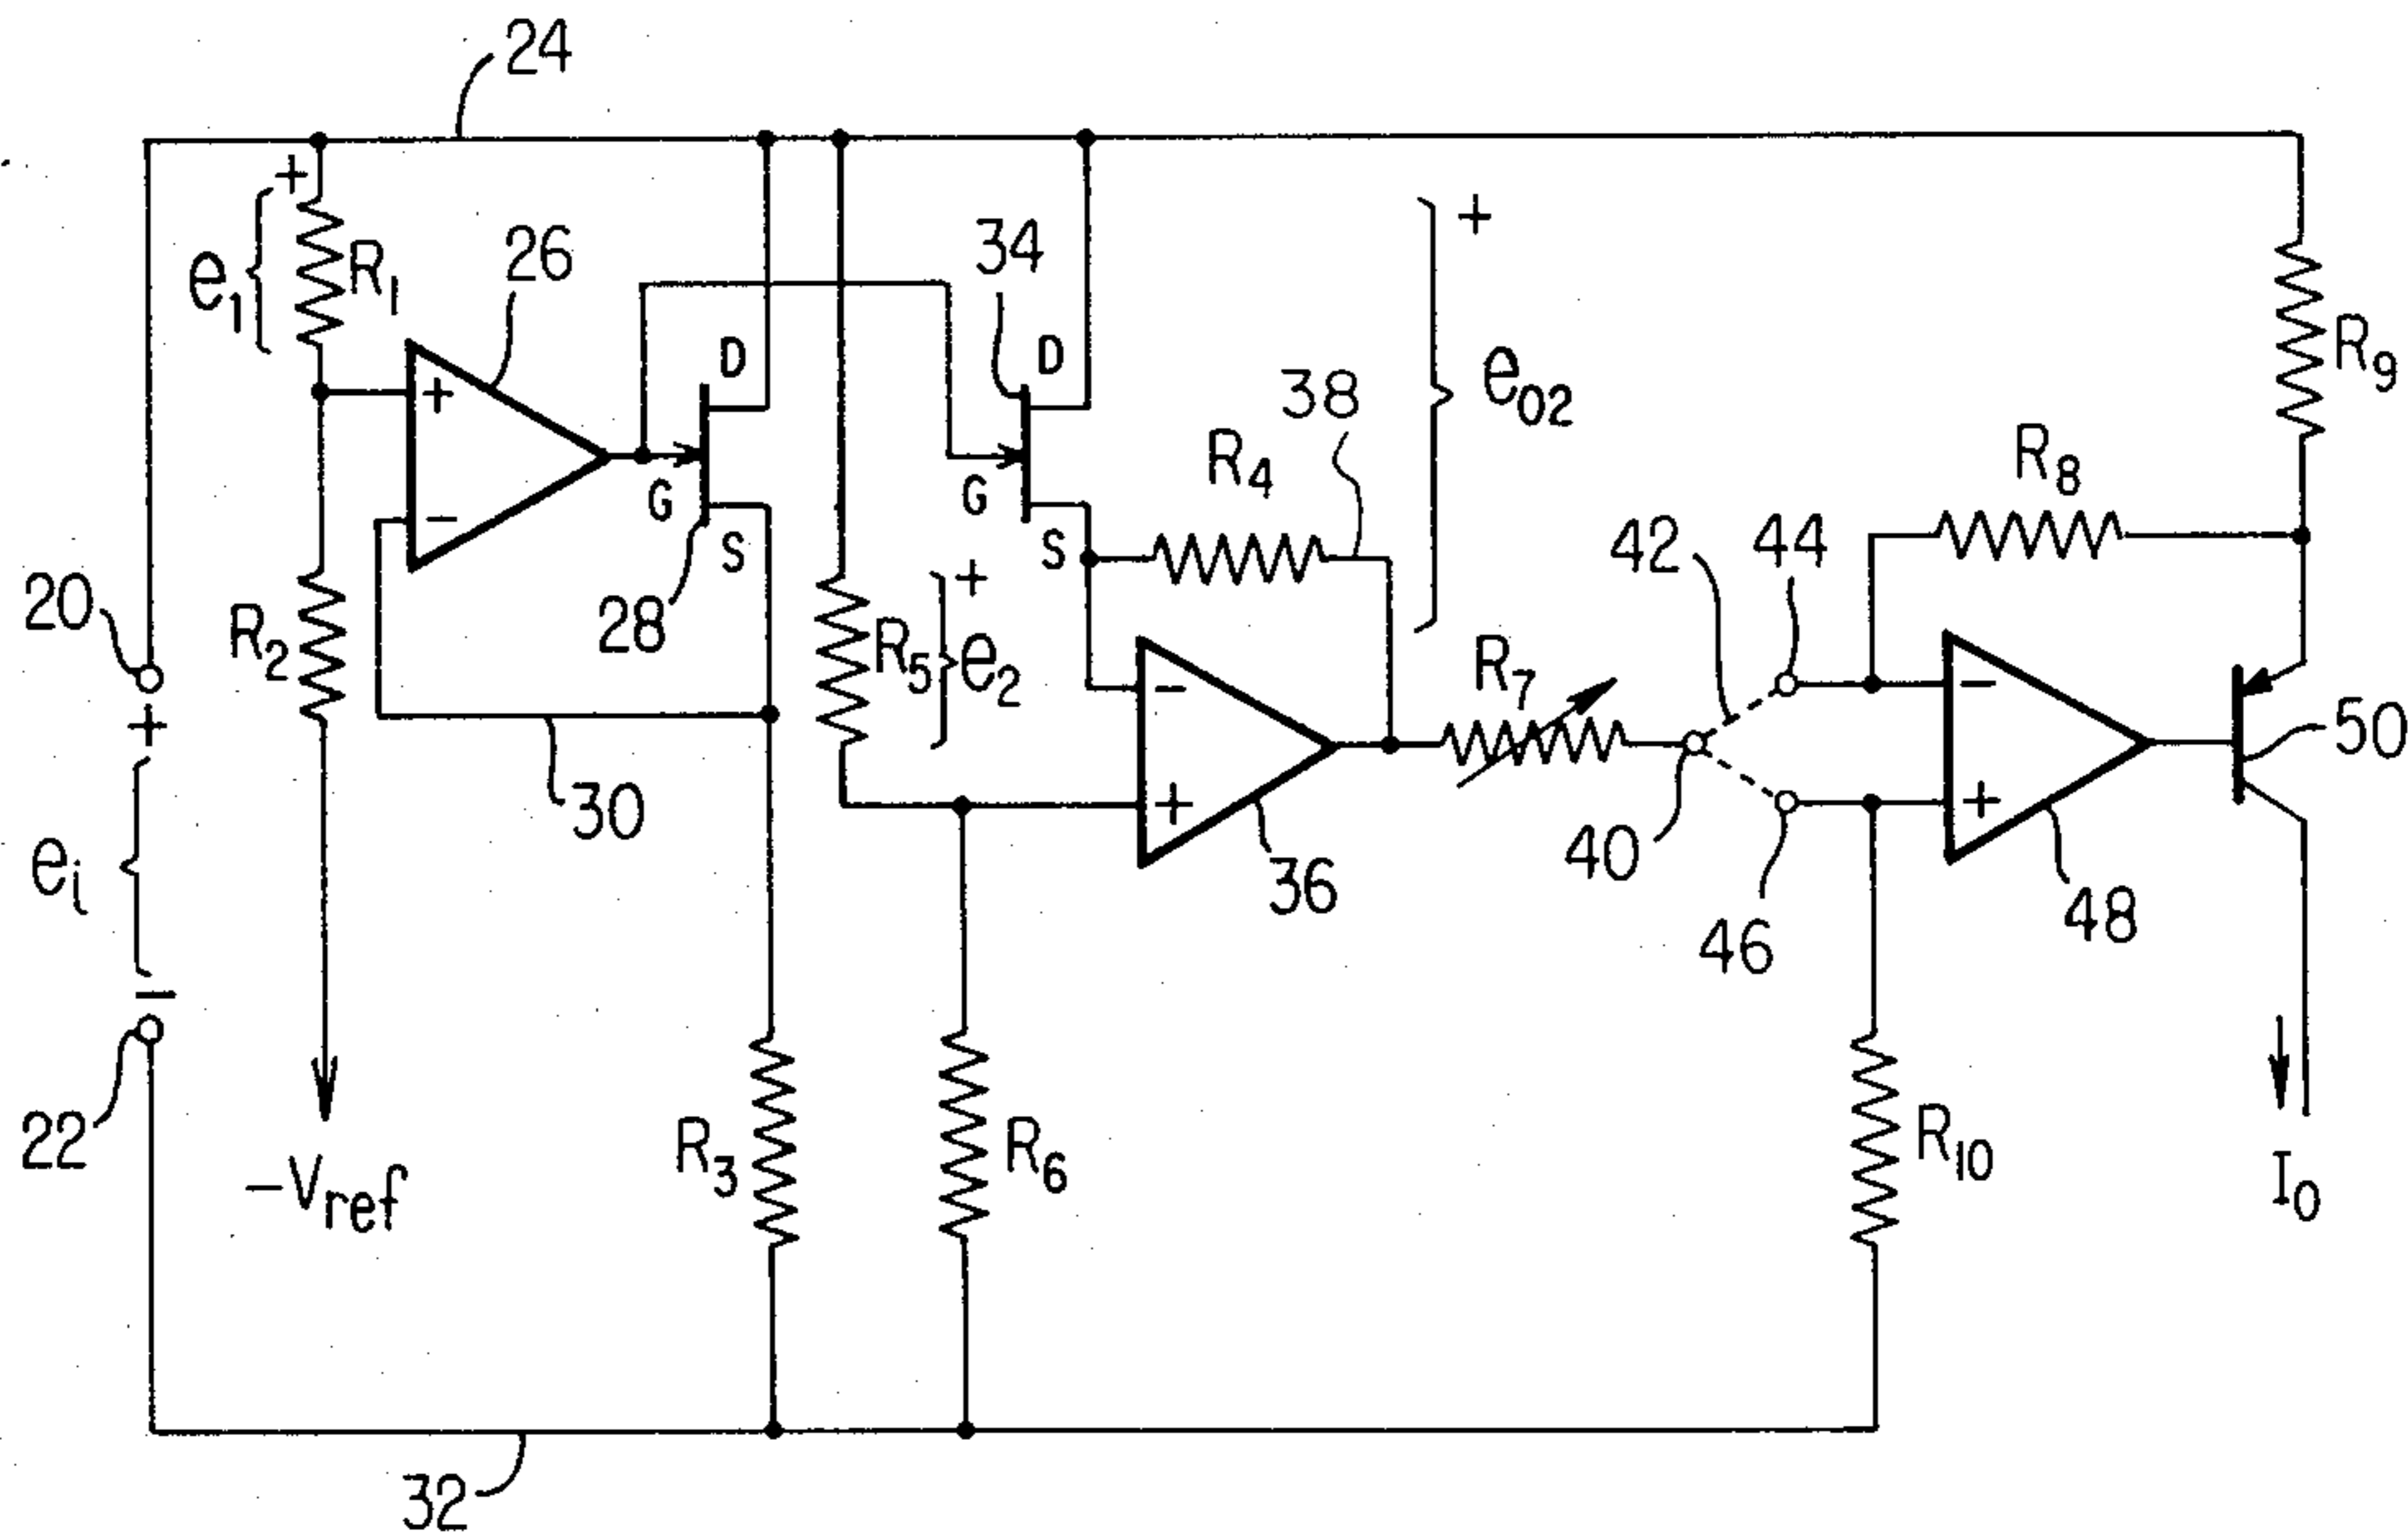 24
+
e1
R1
26
+
−
D
G
S
28
34
D
G
S
R4
38
+
e02
R9
R8
42
44
20
+
R2
30
R5
+
e2
−
+
36
R7
40
46
−
+
48
50
ei
−
22
−Vref
R3
R6
R10
I0
32